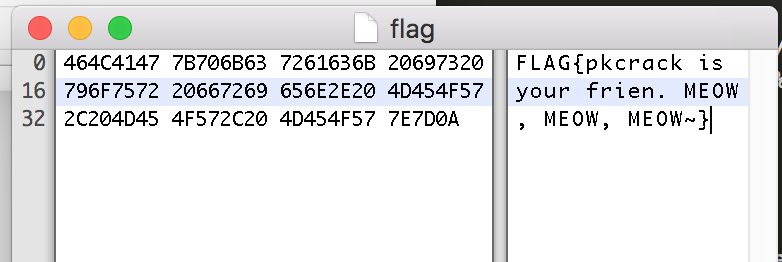 flag
0 464C4147 7B706B63 7261636B 20697320 FLAG{pkcrack is
16 796F7572 20667269 656E2E20 4D454F57 your frien. MEOW
32 2C204D45 4F572C20 4D454F57 7E7D0A , MEOW, MEOW~}